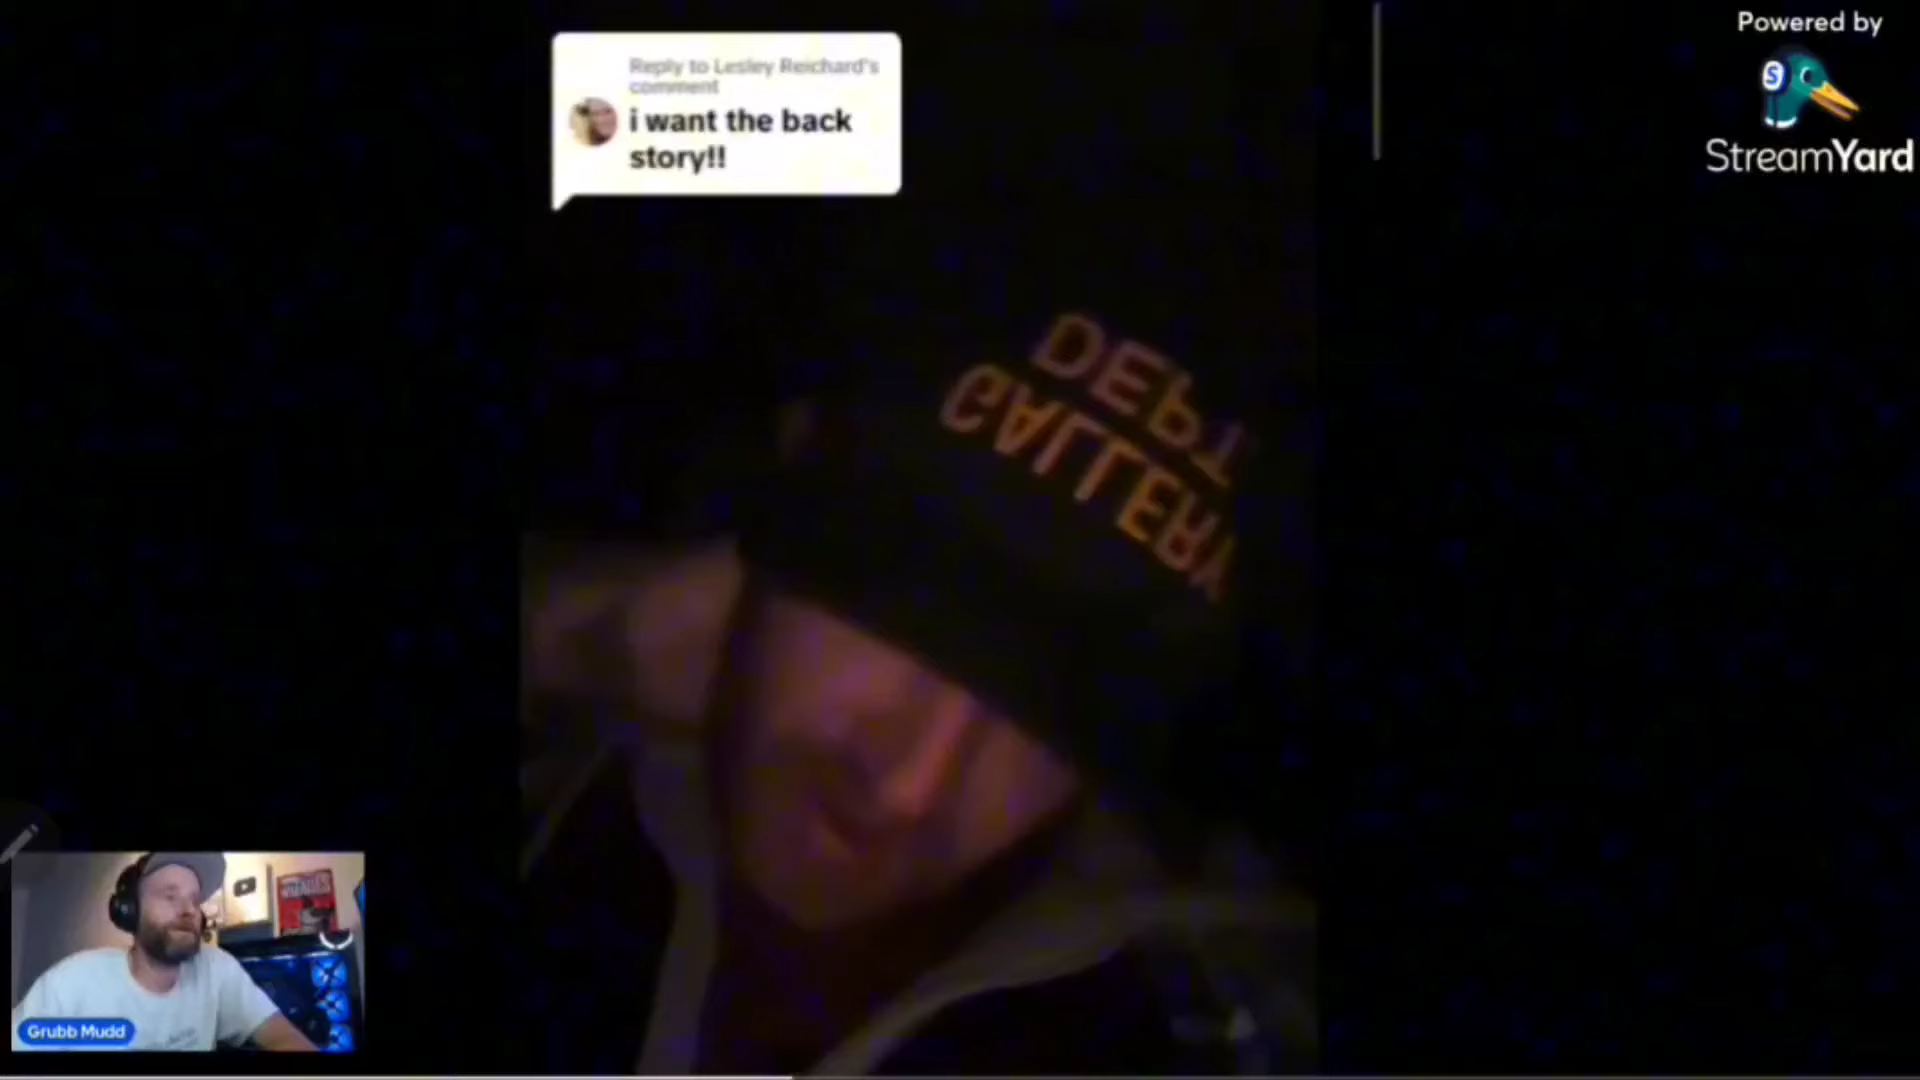 Powered by
StreamYard
Reply to Lesley Reichard's
comment
i want the back
story!!
DEPT
GALLERY
Grubb Mudd